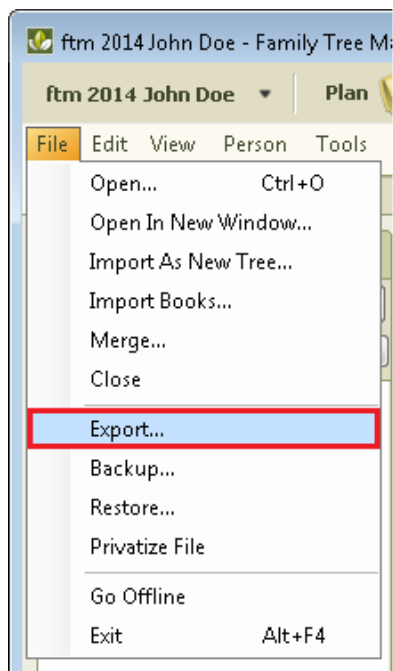 ftm 2014 John Doe - Family Tree Ma
ftm 2014 John Doe Plan
File Edit View Person Tools
Open... Ctrl+O
Open In New Window...
Import As New Tree...
Import Books...
Merge...
Close
Export...
Backup...
Restore...
Privatize File
Go Offline
Exit Alt+F4